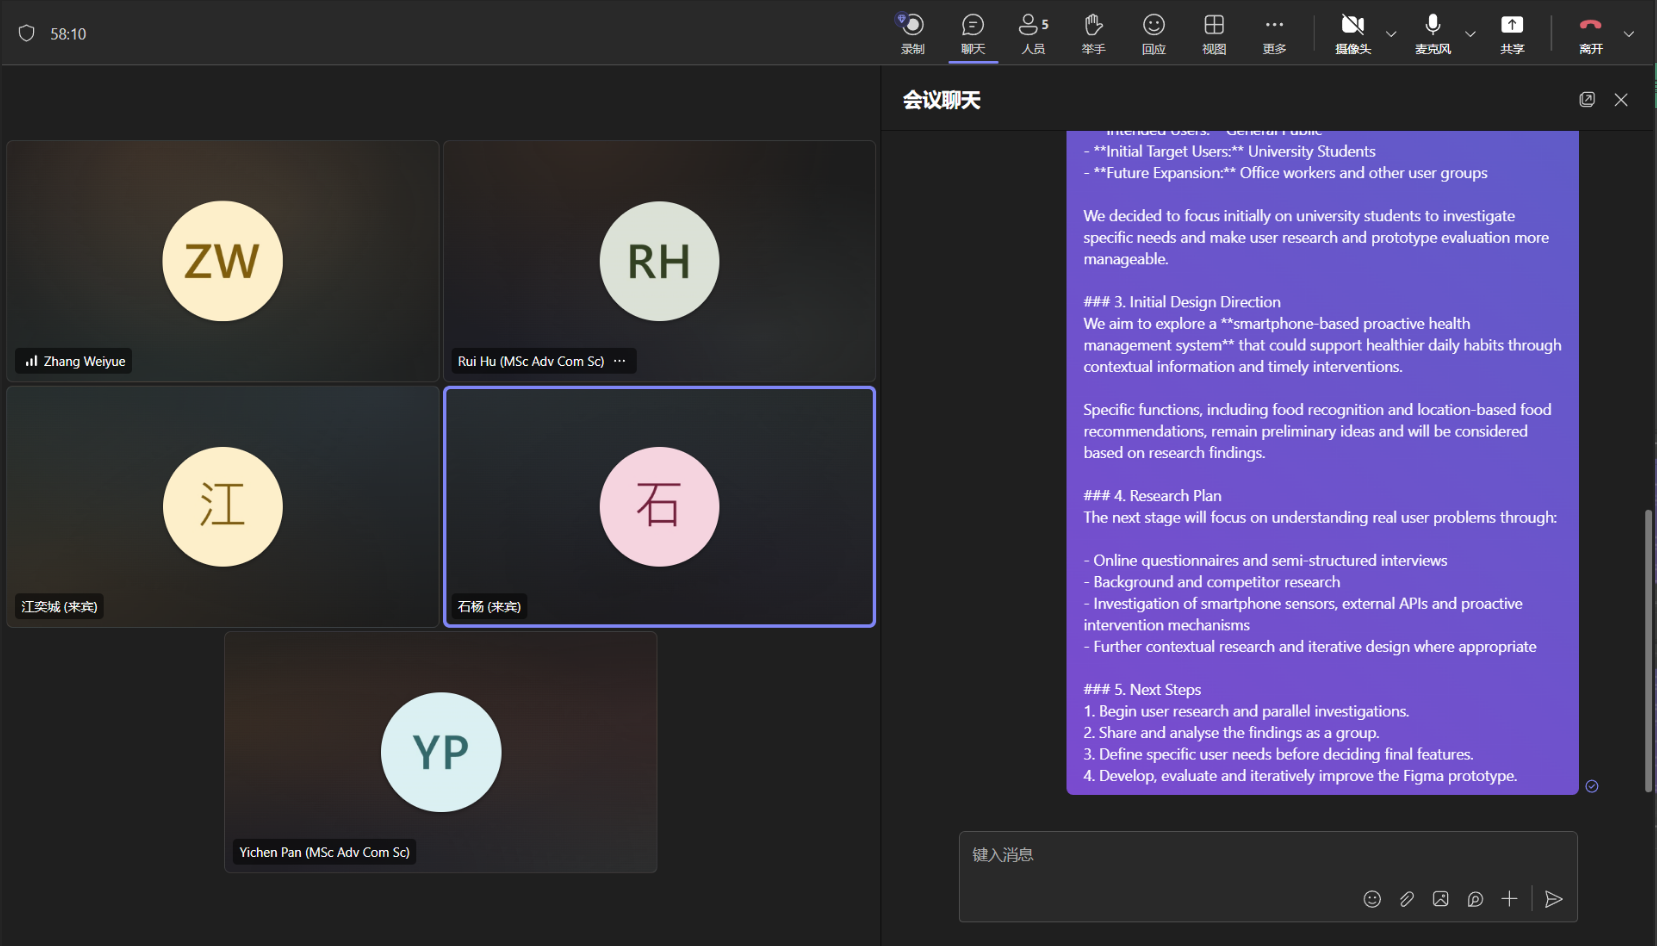 58:10
录制
聊天
5
人员
举手
回应
视图
更多
摄像头
麦克风
共享
离开
ZW
Zhang Weiyue
RH
Rui Hu (MSc Adv Com Sc) ···
江
江奕城 (来宾)
石
石杨 (来宾)
YP
Yichen Pan (MSc Adv Com Sc)
会议聊天
- **Intended Users:** General Public
- **Initial Target Users:** University Students
- **Future Expansion:** Office workers and other user groups
We decided to focus initially on university students to investigate
specific needs and make user research and prototype evaluation more
manageable.
### 3. Initial Design Direction
We aim to explore a **smartphone-based proactive health
management system** that could support healthier daily habits through
contextual information and timely interventions.
Specific functions, including food recognition and location-based food
recommendations, remain preliminary ideas and will be considered
based on research findings.
### 4. Research Plan
The next stage will focus on understanding real user problems through:
- Online questionnaires and semi-structured interviews
- Background and competitor research
- Investigation of smartphone sensors, external APIs and proactive
intervention mechanisms
- Further contextual research and iterative design where appropriate
### 5. Next Steps
1. Begin user research and parallel investigations.
2. Share and analyse the findings as a group.
3. Define specific user needs before deciding final features.
4. Develop, evaluate and iteratively improve the Figma prototype.
键入消息